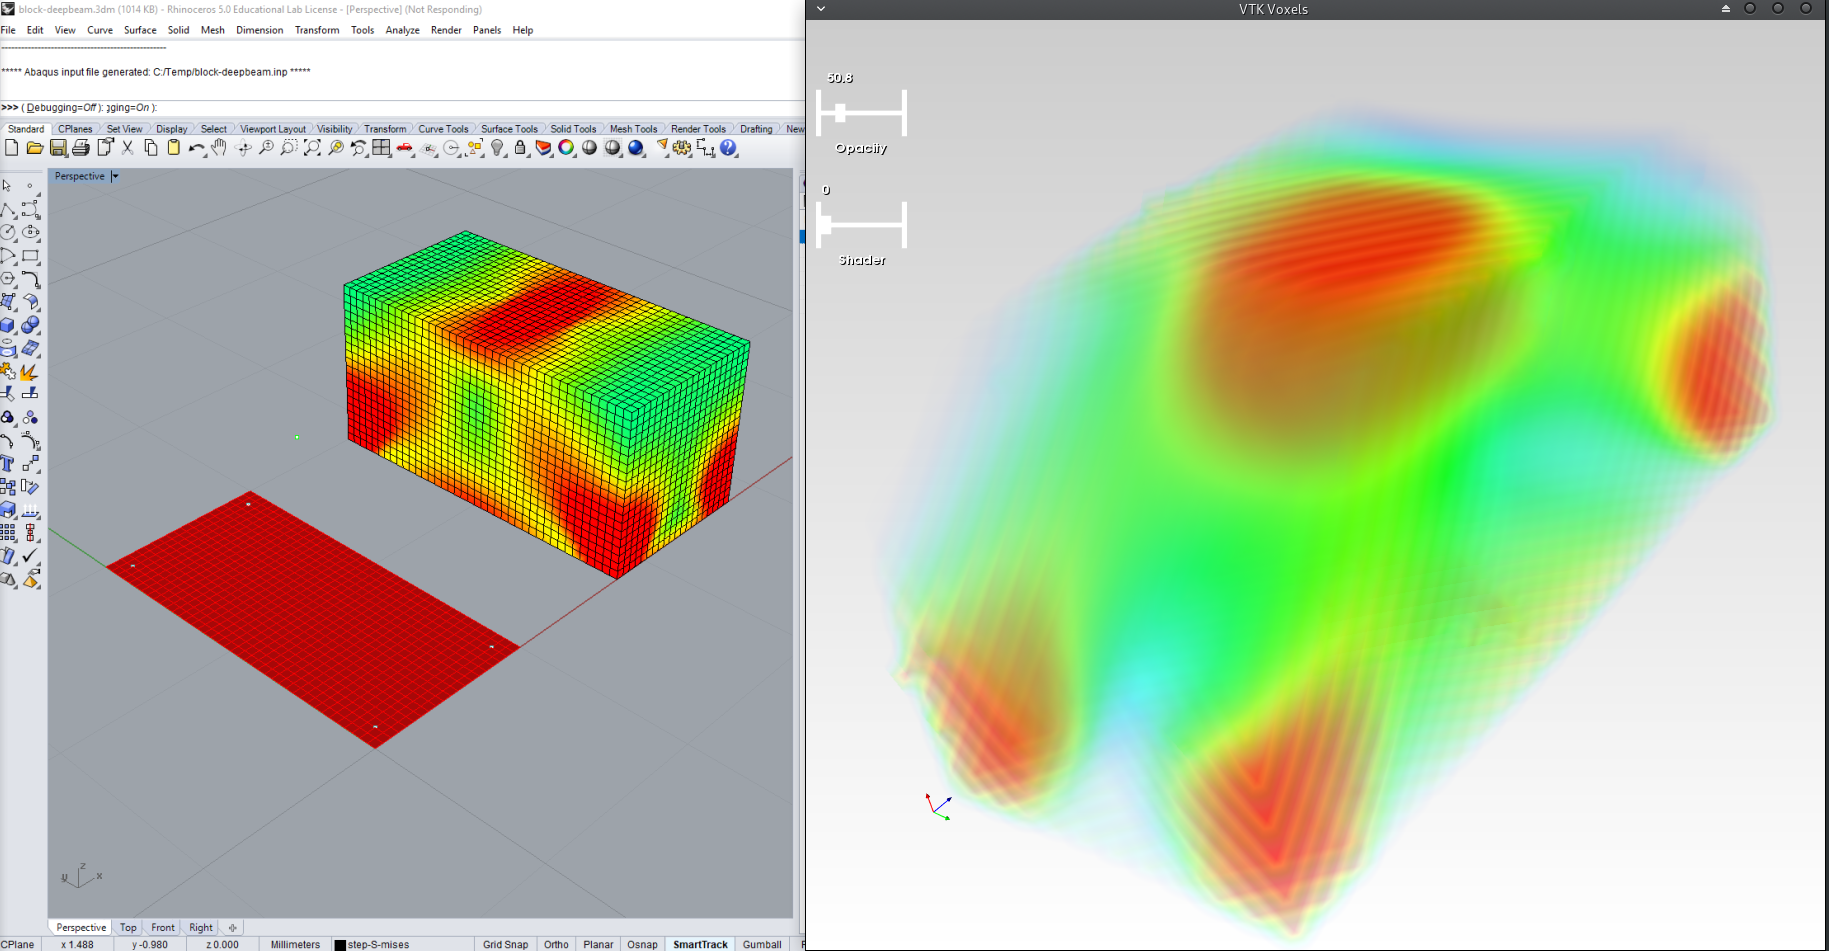 block-deepbeam.3dm (1014 KB) - Rhinoceros 5.0 Educational Lab License - [Perspective] (Not Responding)
File Edit View Curve Surface Solid Mesh Dimension Transform Tools Analyze Render Panels Help
***** Abaqus input file generated: C:/Temp/block-deepbeam.inp *****
>>> ( Debugging=Off ): gging=On ):
Standard CPlanes Set View Display Select Viewport Layout Visibility Transform Curve Tools Surface Tools Solid Tools Mesh Tools Render Tools Drafting New
Perspective
z
y
x
Perspective Top Front Right
CPlane x 1.488 y -0.980 z 0.000 Millimeters step-S-mises Grid Snap Ortho Planar Osnap SmartTrack Gumball F
VTK Voxels
50.8
Opacity
0
Shader